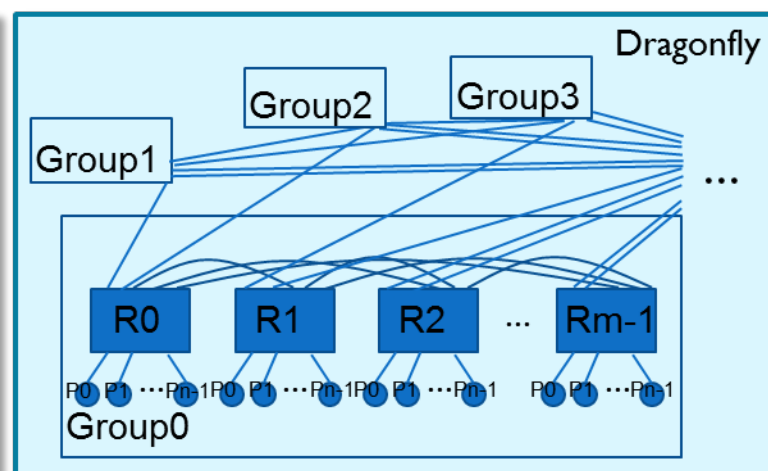 Dragonfly
Group3
Group2
Group1
...
R0 R1 R2 ... Rm-1
P0 P1 ...Pn-1 P0 P1 ...Pn-1 P0 P1 ...Pn-1 P0 P1 ...Pn-1
Group0